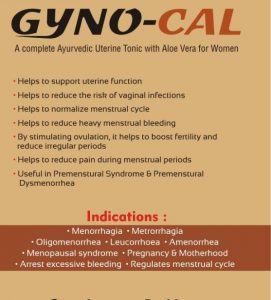 GYNO-CAL
A complete Ayurvedic Uterine Tonic with Aloe Vera for Women
• Helps to support uterine function
• Helps to reduce the risk of vaginal infections
• Helps to normalize menstrual cycle
• Helps to reduce heavy menstrual bleeding
• By stimulating ovulation, it helps to boost fertility and
reduce irregular periods
• Helps to reduce pain during menstrual periods
• Useful in Premenstural Syndrome & Premenstural
Dysmenorrhea
Indications :
• Menorrhagia • Metrorrhagia
• Oligomenorrhea • Leucorrhoea • Amenorrhea
• Menopausal syndrome • Pregnancy & Motherhood
• Arrest excessive bleeding • Regulates menstrual cycle